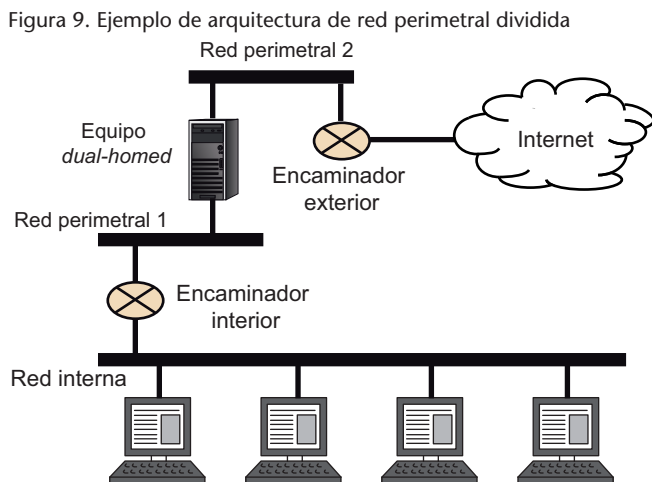 Figura 9. Ejemplo de arquitectura de red perimetral dividida
Red perimetral 2
Equipo
dual-homed
Internet
Encaminador
exterior
Red perimetral 1
Encaminador
interior
Red interna